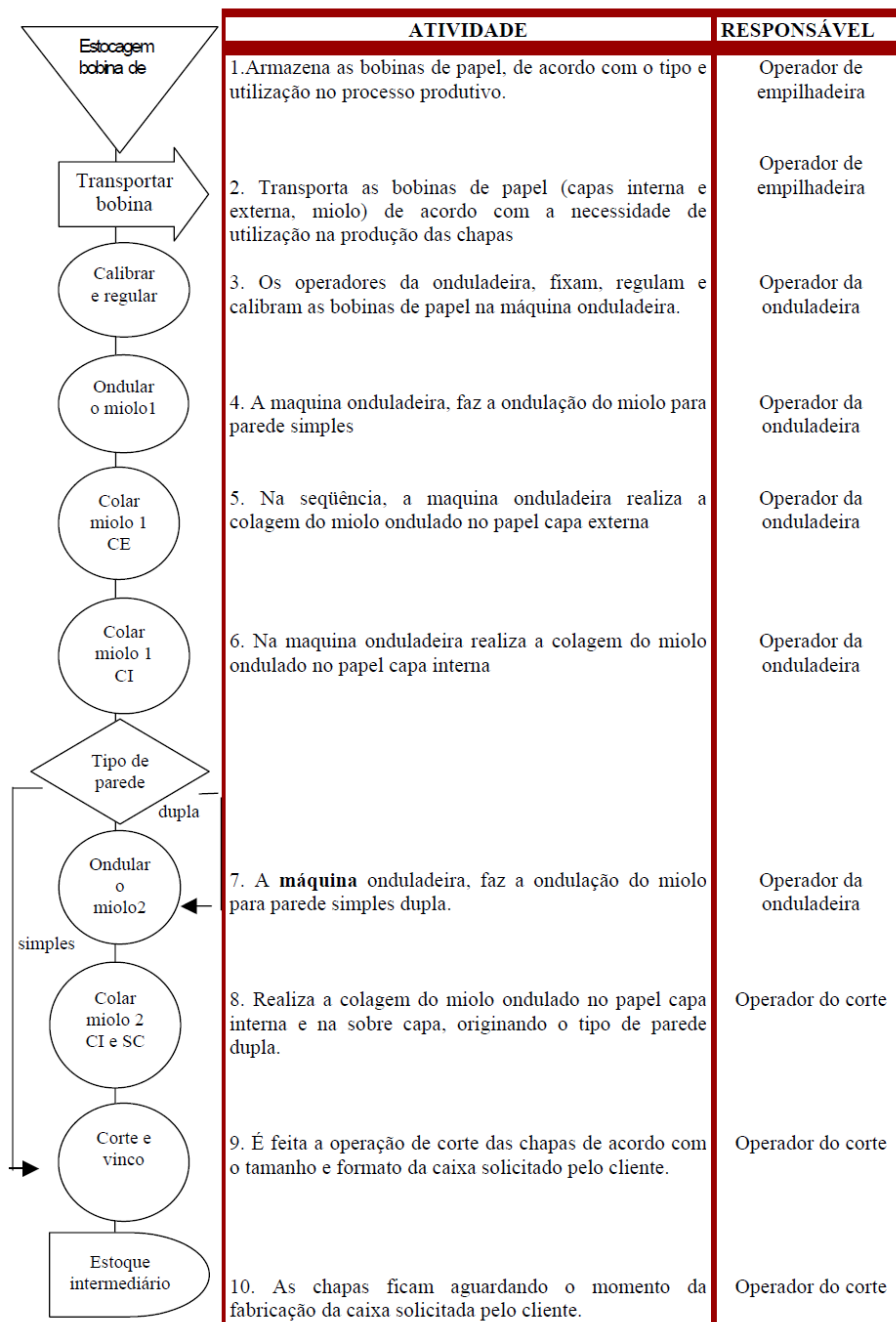 ATIVIDADE
RESPONSÁVEL
Estocagem
bobina de
1.Armazena as bobinas de papel, de acordo com o tipo e
utilização no processo produtivo.
Operador de
empilhadeira
Transportar
bobina
2. Transporta as bobinas de papel (capas interna e
externa, miolo) de acordo com a necessidade de
utilização na produção das chapas
Operador de
empilhadeira
Calibrar
e regular
3. Os operadores da onduladeira, fixam, regulam e
calibram as bobinas de papel na máquina onduladeira.
Operador da
onduladeira
Ondular
o miolo1
4. A maquina onduladeira, faz a ondulação do miolo para
parede simples
Operador da
onduladeira
Colar
miolo 1
CE
5. Na seqüência, a maquina onduladeira realiza a
colagem do miolo ondulado no papel capa externa
Operador da
onduladeira
Colar
miolo 1
CI
6. Na maquina onduladeira realiza a colagem do miolo
ondulado no papel capa interna
Operador da
onduladeira
Tipo de
parede
dupla
Ondular
o
miolo2
7. A máquina onduladeira, faz a ondulação do miolo
para parede simples dupla.
Operador da
onduladeira
simples
Colar
miolo 2
CI e SC
8. Realiza a colagem do miolo ondulado no papel capa
interna e na sobre capa, originando o tipo de parede
dupla.
Operador do corte
Corte e
vinco
9. É feita a operação de corte das chapas de acordo com
o tamanho e formato da caixa solicitado pelo cliente.
Operador do corte
Estoque
intermediário
10. As chapas ficam aguardando o momento da
fabricação da caixa solicitada pelo cliente.
Operador do corte